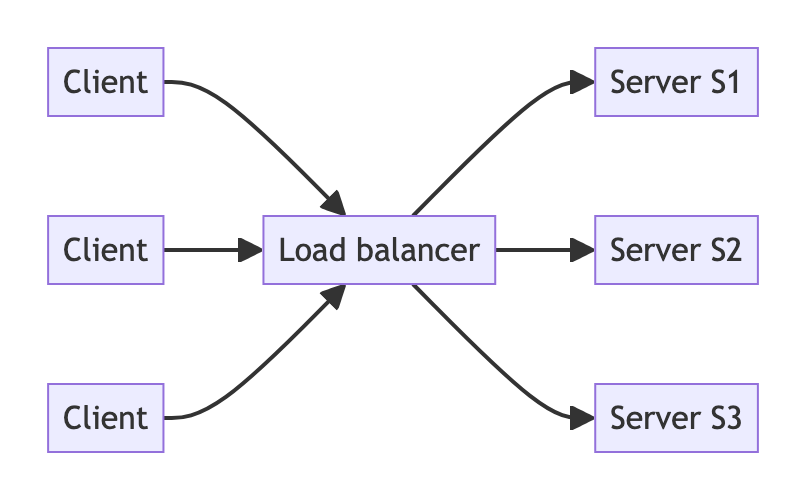 Client
Server S1
Client
Load balancer
Server S2
Client
Server S3